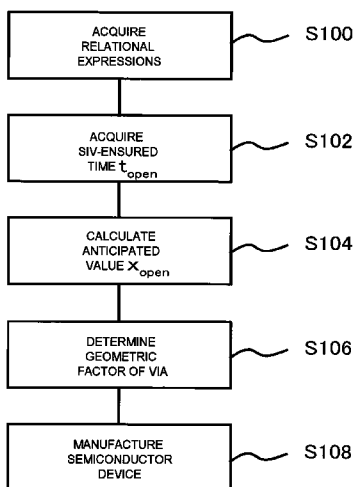 ACQUIRE
RELATIONAL
EXPRESSIONS
S100
ACQUIRE
SIV-ENSURED
TIME topen
S102
CALCULATE
ANTICIPATED
VALUE xopen
S104
DETERMINE
GEOMETRIC
FACTOR OF VIA
S106
MANUFACTURE
SEMICONDUCTOR
DEVICE
S108